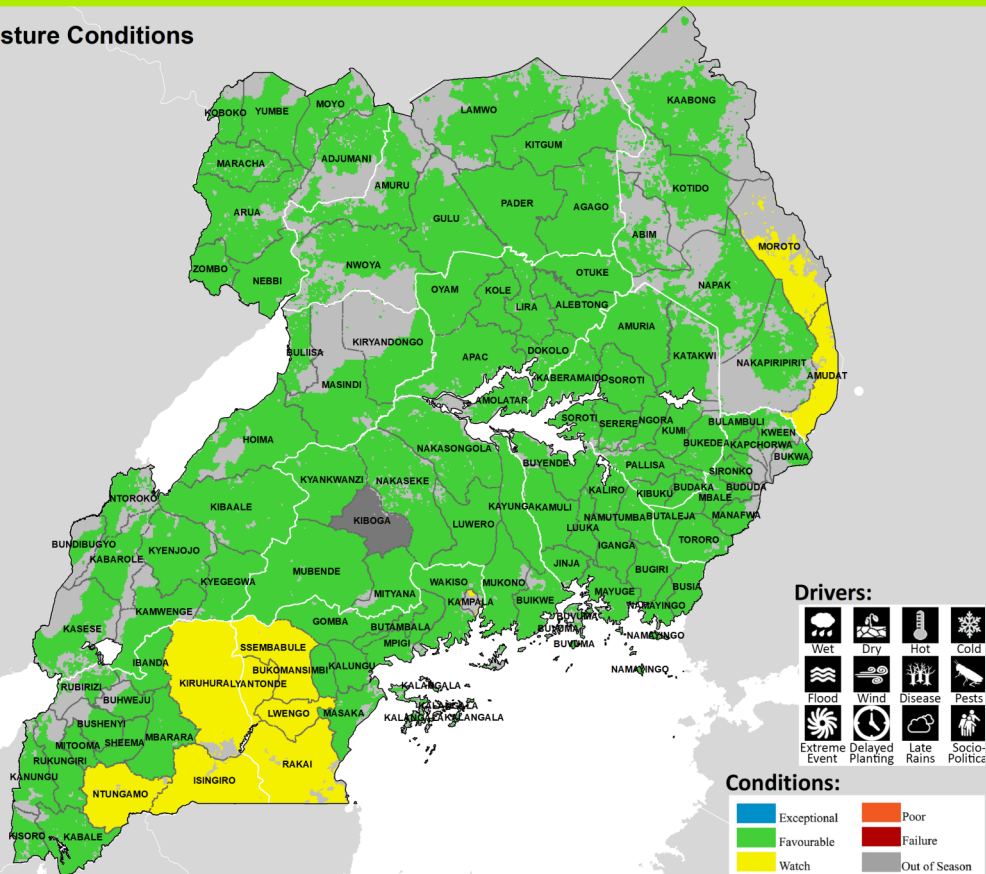 sture Conditions
KAABONG
KOBOKO
YUMBE
MOYO
LAMWO
KITGUM
MARACHA
ADJUMANI
AMURU
KOTIDO
ARUA
GULU
PADER
AGAGO
ABIM
MOROTO
ZOMBO
NEBBI
NWOYA
OTUKE
NAPAK
OYAM
KOLE
LIRA
ALEBTONG
AMURIA
BULIISA
KIRYANDONGO
APAC
DOKOLO
KATAKWI
NAKAPIRIPIRIT
AMUDAT
MASINDI
KABERAMAIDO
SOROTI
AMOLATAR
SOROTI
SERERE
NGORA
KUMI
BULAMBULI
KWEEN
BUKEDEA
KAPCHORWA
BUKWA
HOIMA
NAKASONGOLA
BUYENDE
PALLISA
SIRONKO
KYANKWANZI
NAKASEKE
KALIRO
KIBUKU
BUDAKA
BUDUDA
MBALE
NTOROKO
KIBAALE
KIBOGA
LUWERO
KAYUNGA
KAMULI
LUUKA
NAMUTUMBA
BUTALEJA
MANAFWA
BUNDIBUGYO
KABAROLE
KYENJOJO
IGANGA
TORORO
KYEGEGWA
MUBENDE
MITYANA
WAKISO
MUKONO
JINJA
BUGIRI
KAMPALA
BUIKWE
MAYUGE
BUSIA
NAMAYINGO
KAMWENGE
GOMBA
BUTAMBALA
MPIGI
BUVUMA
BUVUMA
BUVUMA
NAMAYINGO
NAMAYINGO
KASESE
IBANDA
SSEMBABULE
BUKOMANSIMBI
KALUNGU
KIRUHURA
LYANTONDE
RUBIRIZI
BUHWEJU
LWENGO
MASAKA
KALANGALA
KALANGALA
KALANGALA
KALANGALA
BUSHENYI
MITOOMA
SHEEMA
MBARARA
RUKUNGIRI
KANUNGU
ISINGIRO
RAKAI
NTUNGAMO
KISORO
KABALE
Drivers:
Wet Dry Hot Cold
Flood Wind Disease Pests
Extreme Event Delayed Planting Late Rains Socio-Politica
Conditions:
Exceptional Poor
Favourable Failure
Watch Out of Season